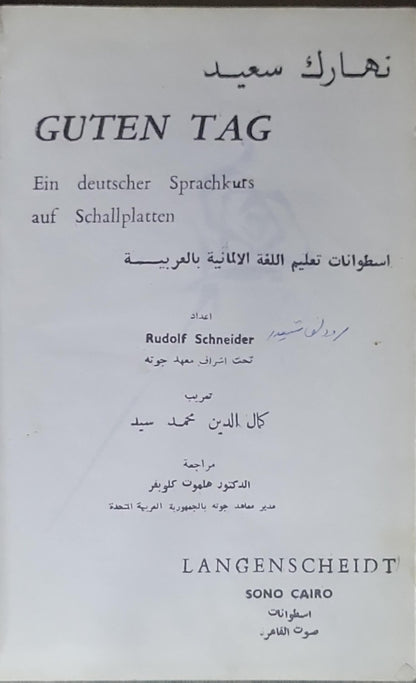 نهارك سعيد
GUTEN TAG
Ein deutscher Sprachkurs
auf Schallplatten
اسطوانات تعليم اللغة الالمانية بالعربية
اعداد
Rudolf Schneider
تحت اشراف معهد جوته
تعريب
كمال الدين محمد سيد
مراجعة
الدكتور هلموت كلوبفر
مدير معاهد جوته بالجمهورية العربية المتحدة
LANGENSCHEIDT
SONO CAIRO
اسطوانات
صوت القاهرة